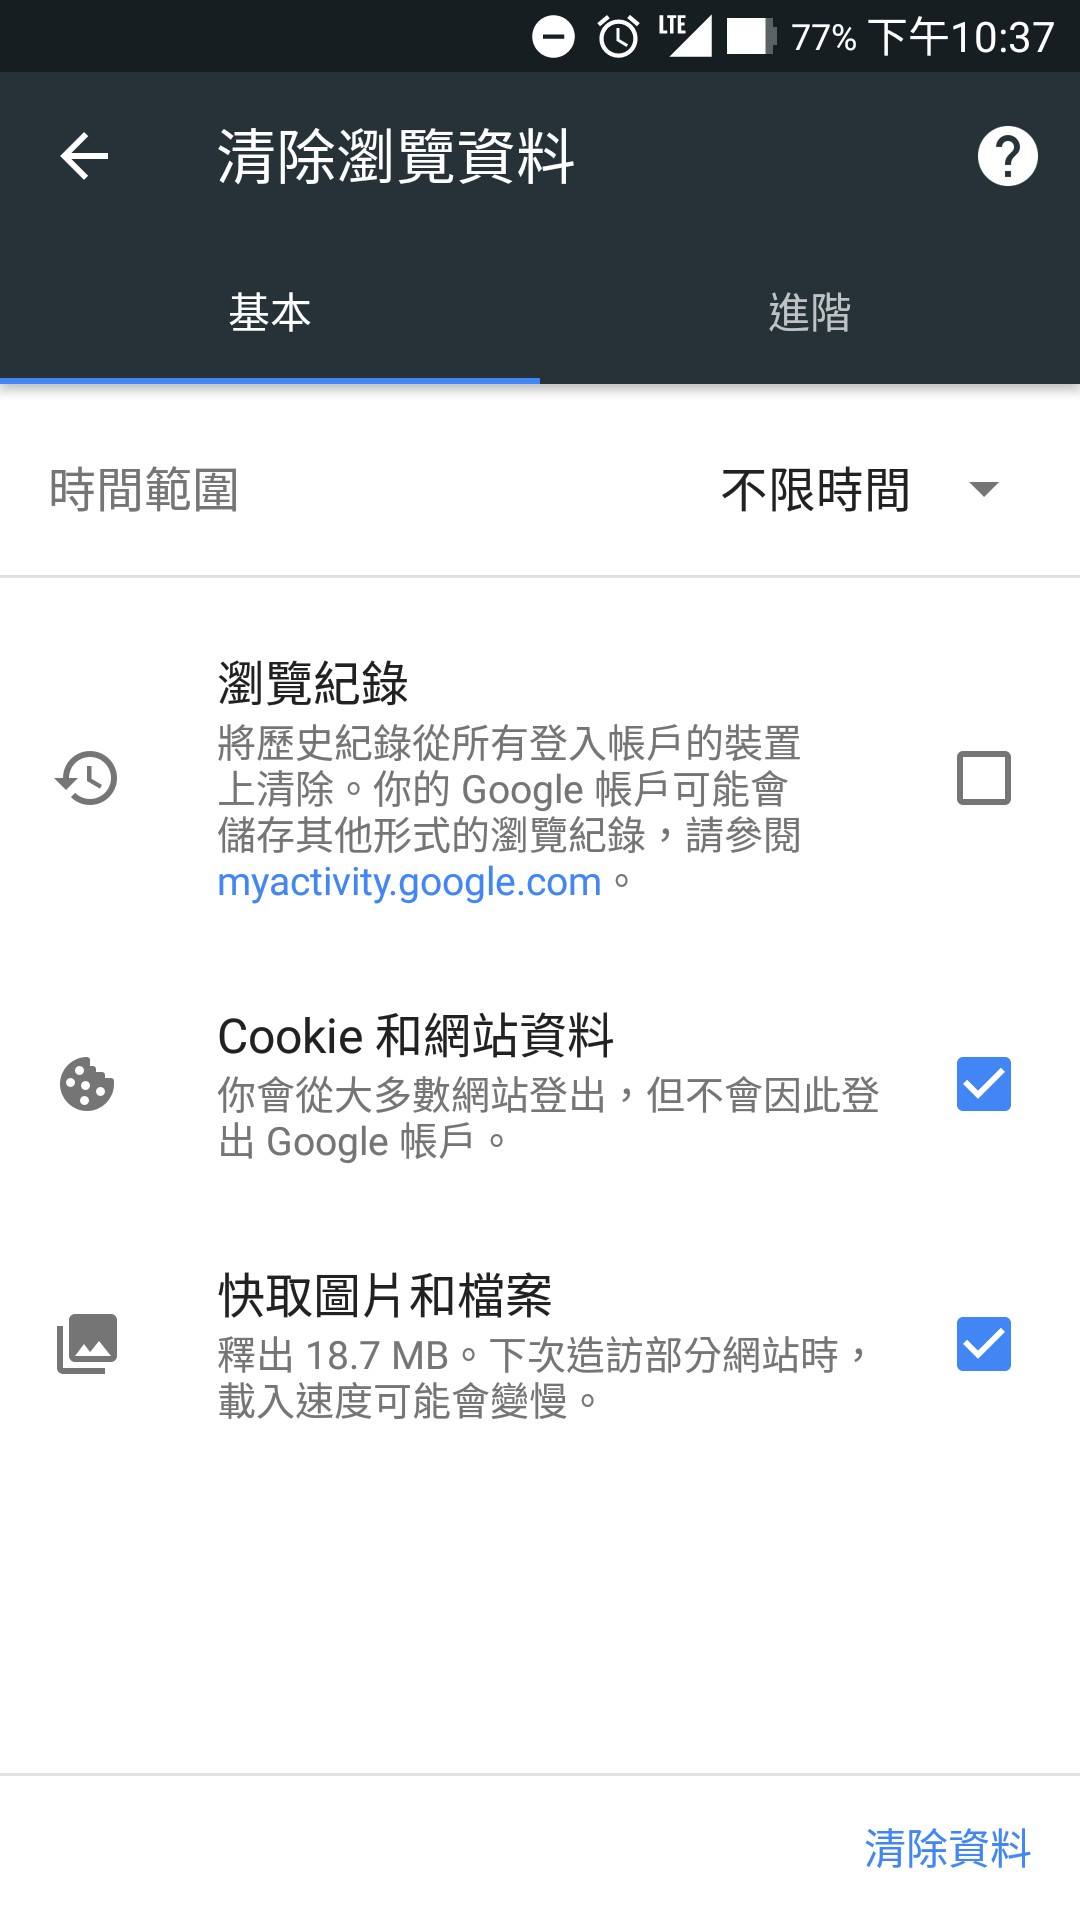 LTE 77% 下午10:37
清除瀏覽資料
基本
進階
時間範圍
不限時間
瀏覽紀錄
將歷史紀錄從所有登入帳戶的裝置
上清除。你的 Google 帳戶可能會
儲存其他形式的瀏覽紀錄，請參閱
myactivity.google.com。
Cookie 和網站資料
你會從大多數網站登出，但不會因此登
出 Google 帳戶。
快取圖片和檔案
釋出 18.7 MB。下次造訪部分網站時，
載入速度可能會變慢。
清除資料